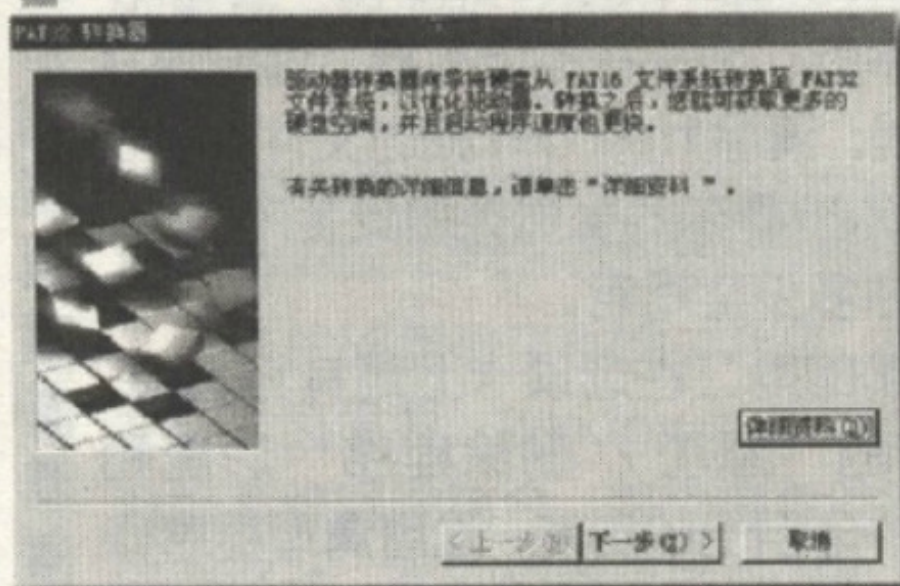 FAT32 转换器
驱动器转换器向导将硬盘从 FAT16 文件系统转换至 FAT32
文件系统，以优化驱动器。转换之后，您就可获取更多的
硬盘空间，并且启动程序速度也更快。
有关转换的详细信息，请单击“详细资料”。
详细资料(D)
下一步(N) >
取消